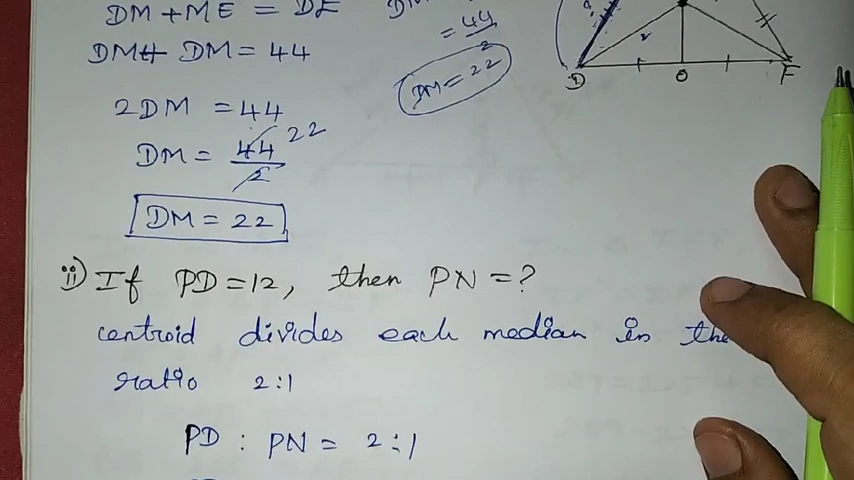 DM + ME = DE
DM + DM = 44
2DM = 44
DM = 44/2 22
DM = 22
DM
= 44/2
DM = 22
D O F
ii) If PD = 12, then PN = ?
centroid divides each median in the
ratio 2:1
PD : PN = 2:1